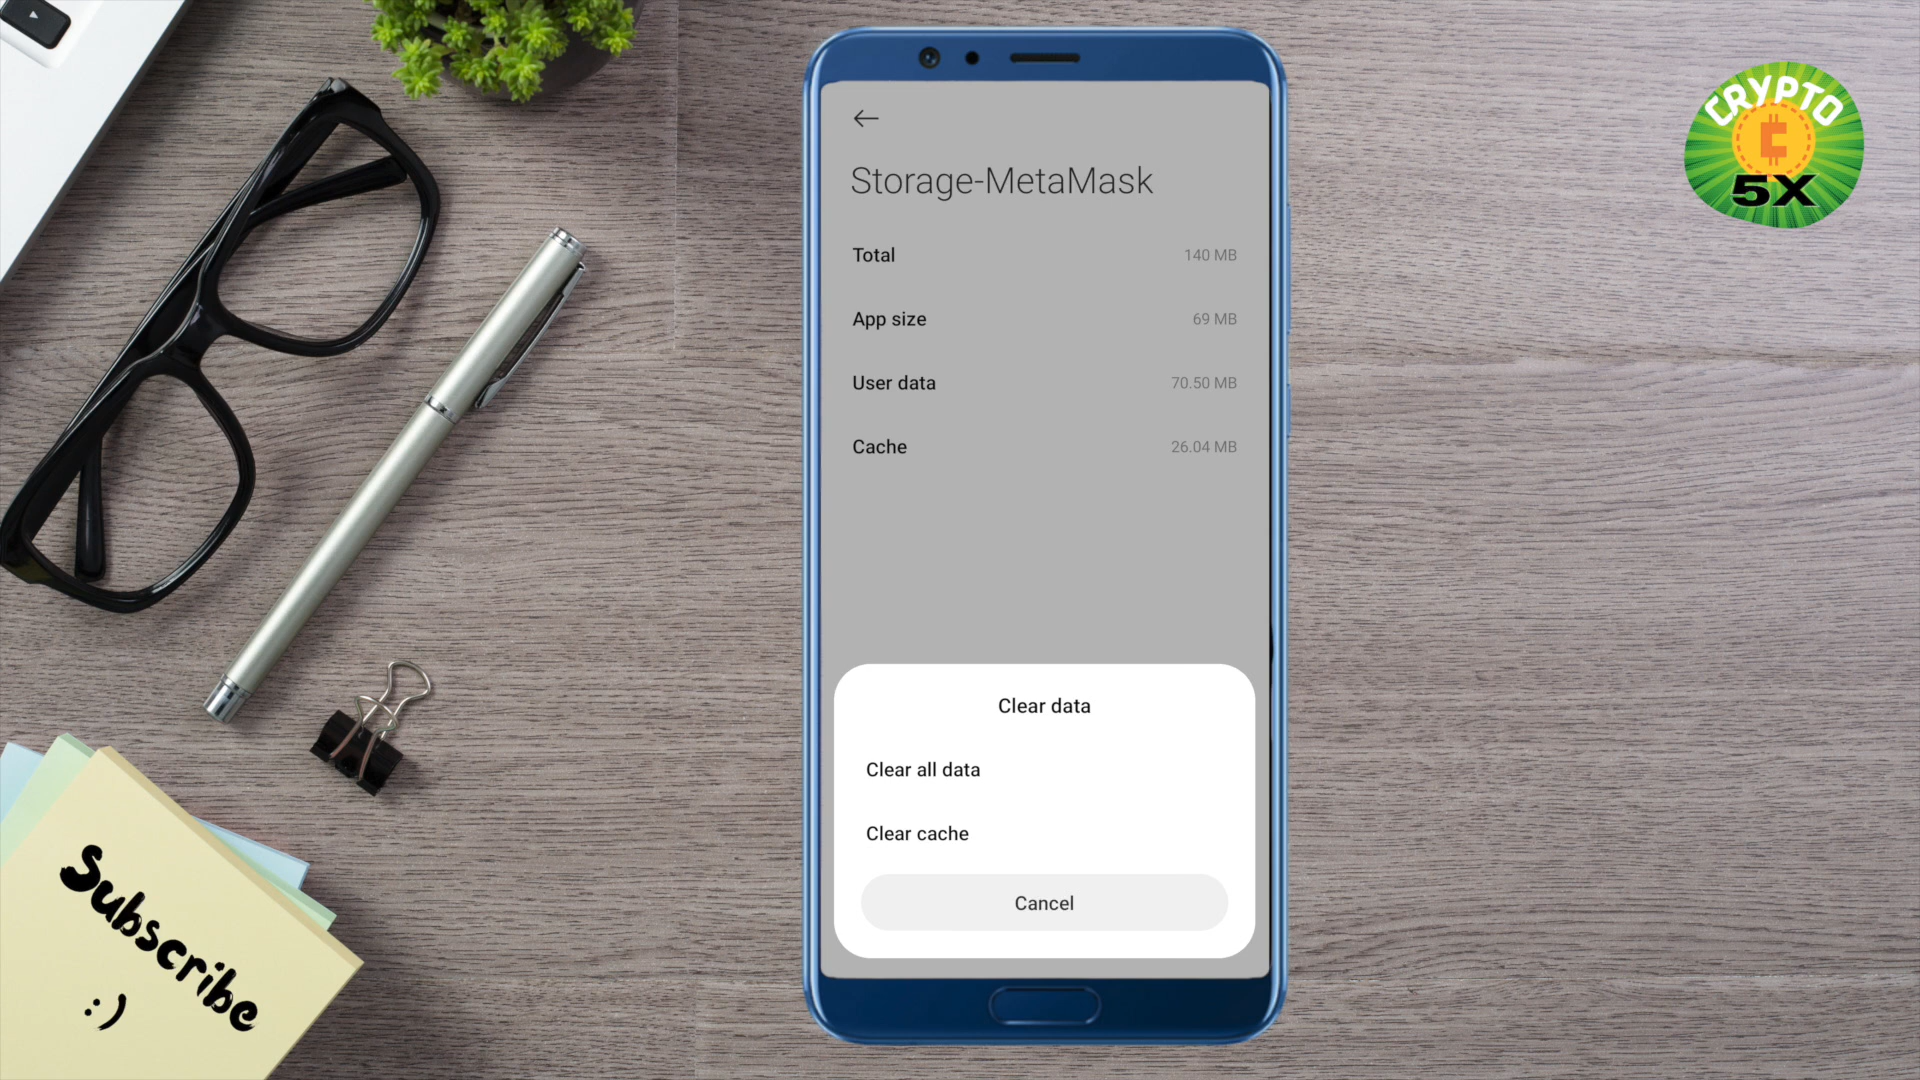 CRYPTO
5X
Storage-MetaMask
Total 140 MB
App size 69 MB
User data 70.50 MB
Cache 26.04 MB
Clear data
Clear all data
Clear cache
Cancel
Subscribe
:)